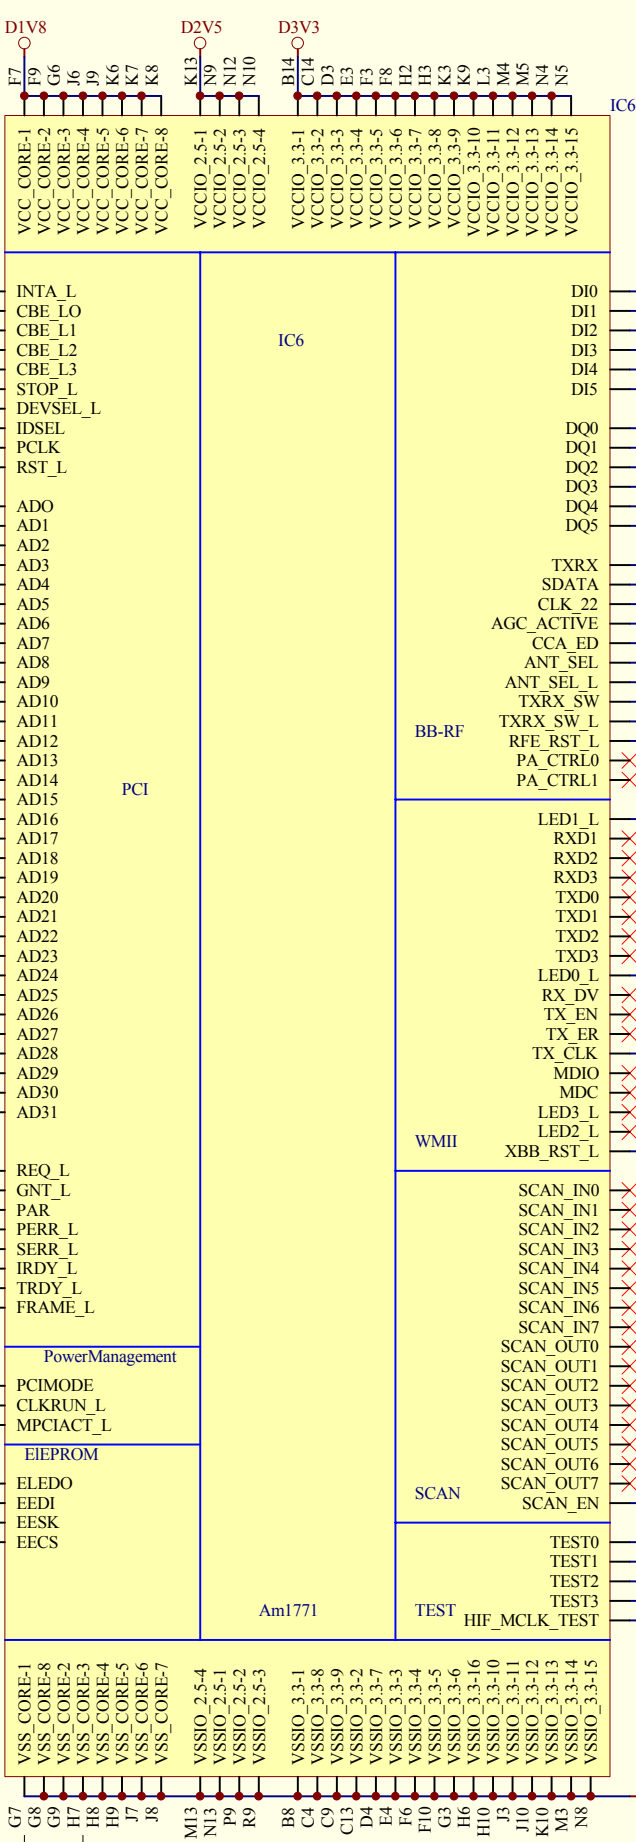 D1V8 D2V5 D3V3
F7 F9 G6 J6 J9 K6 K7 K8 K13 N9 N12 N10 B14 C14 D3 E3 F3 F8 H2 H3 K3 K9 L3 M4 M5 N4 N5
IC6
VCC_CORE-1 VCC_CORE-2 VCC_CORE-3 VCC_CORE-4 VCC_CORE-5 VCC_CORE-6 VCC_CORE-7 VCC_CORE-8 VCCIO_2.5-1 VCCIO_2.5-2 VCCIO_2.5-3 VCCIO_2.5-4 VCCIO_3.3-1 VCCIO_3.3-2 VCCIO_3.3-3 VCCIO_3.3-4 VCCIO_3.3-5 VCCIO_3.3-6 VCCIO_3.3-7 VCCIO_3.3-8 VCCIO_3.3-9 VCCIO_3.3-10 VCCIO_3.3-11 VCCIO_3.3-12 VCCIO_3.3-13 VCCIO_3.3-14 VCCIO_3.3-15
INTA_L
CBE_LO
CBE_L1
CBE_L2
CBE_L3
STOP_L
DEVSEL_L
IDSEL
PCLK
RST_L
ADO
AD1
AD2
AD3
AD4
AD5
AD6
AD7
AD8
AD9
AD10
AD11
AD12
AD13
AD14
AD15
AD16
AD17
AD18
AD19
AD20
AD21
AD22
AD23
AD24
AD25
AD26
AD27
AD28
AD29
AD30
AD31
REQ_L
GNT_L
PAR
PERR_L
SERR_L
IRDY_L
TRDY_L
FRAME_L
PCI
PowerManagement
PCIMODE
CLKRUN_L
MPCIACT_L
ElEPROM
ELEDO
EEDI
EESK
EECS
IC6
Am1771
DI0
DI1
DI2
DI3
DI4
DI5
DQ0
DQ1
DQ2
DQ3
DQ4
DQ5
TXRX
SDATA
CLK_22
AGC_ACTIVE
CCA_ED
ANT_SEL
ANT_SEL_L
TXRX_SW
TXRX_SW_L
RFE_RST_L
PA_CTRL0
PA_CTRL1
BB-RF
LED1_L
RXD1
RXD2
RXD3
TXD0
TXD1
TXD2
TXD3
LED0_L
RX_DV
TX_EN
TX_ER
TX_CLK
MDIO
MDC
LED3_L
LED2_L
XBB_RST_L
WMII
SCAN_IN0
SCAN_IN1
SCAN_IN2
SCAN_IN3
SCAN_IN4
SCAN_IN5
SCAN_IN6
SCAN_IN7
SCAN_OUT0
SCAN_OUT1
SCAN_OUT2
SCAN_OUT3
SCAN_OUT4
SCAN_OUT5
SCAN_OUT6
SCAN_OUT7
SCAN_EN
SCAN
TEST0
TEST1
TEST2
TEST3
HIF_MCLK_TEST
TEST
VSS_CORE-1 VSS_CORE-8 VSS_CORE-2 VSS_CORE-3 VSS_CORE-4 VSS_CORE-5 VSS_CORE-6 VSS_CORE-7 VSSIO_2.5-4 VSSIO_2.5-1 VSSIO_2.5-2 VSSIO_2.5-3 VSSIO_3.3-1 VSSIO_3.3-8 VSSIO_3.3-9 VSSIO_3.3-2 VSSIO_3.3-7 VSSIO_3.3-3 VSSIO_3.3-4 VSSIO_3.3-5 VSSIO_3.3-6 VSSIO_3.3-16 VSSIO_3.3-10 VSSIO_3.3-11 VSSIO_3.3-12 VSSIO_3.3-13 VSSIO_3.3-14 VSSIO_3.3-15
G7 G8 G9 H7 H8 H9 J7 J8 M13 N13 P9 R9 B8 C4 C9 C13 D4 E4 F6 F10 G3 H6 H10 J3 J10 K10 M3 N8